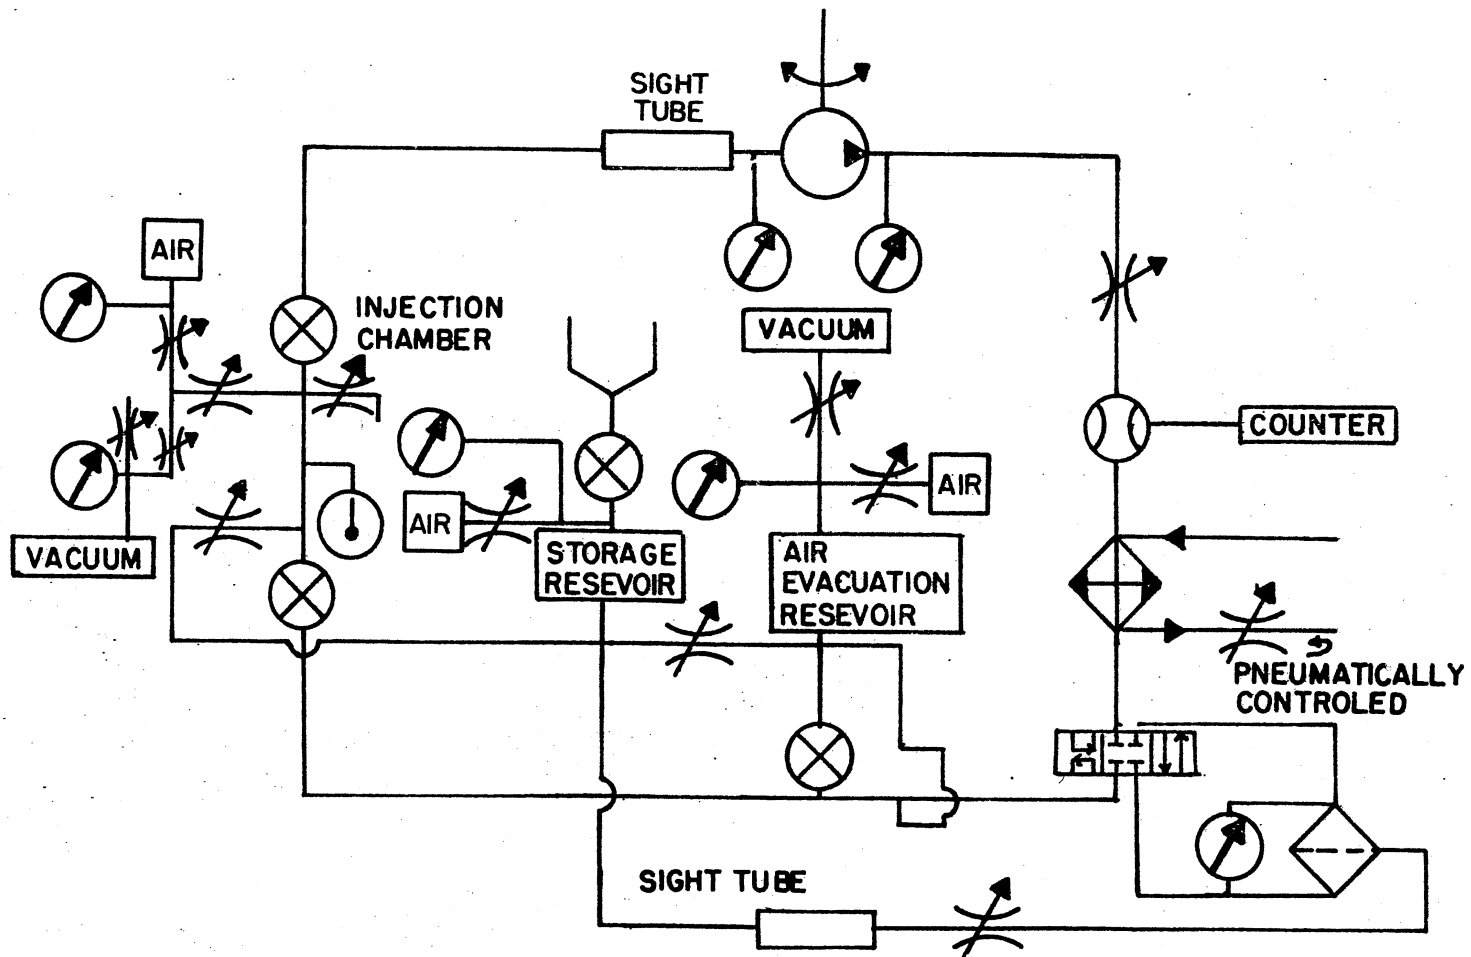 SIGHT
TUBE
AIR
INJECTION
CHAMBER
VACUUM
COUNTER
AIR
AIR
VACUUM
STORAGE
RESEVOIR
AIR
EVACUATION
RESEVOIR
PNEUMATICALLY
CONTROLED
SIGHT TUBE